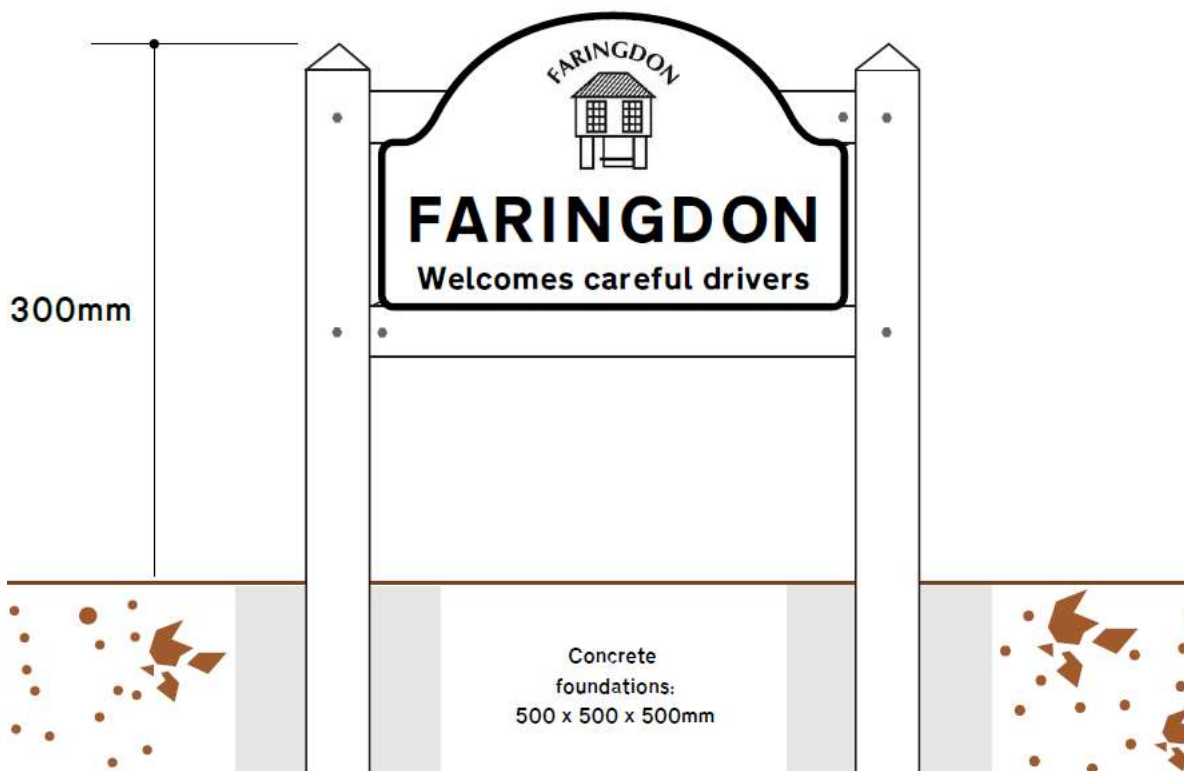 FARINGDON
FARINGDON
Welcomes careful drivers
300mm
Concrete
foundations:
500 x 500 x 500mm